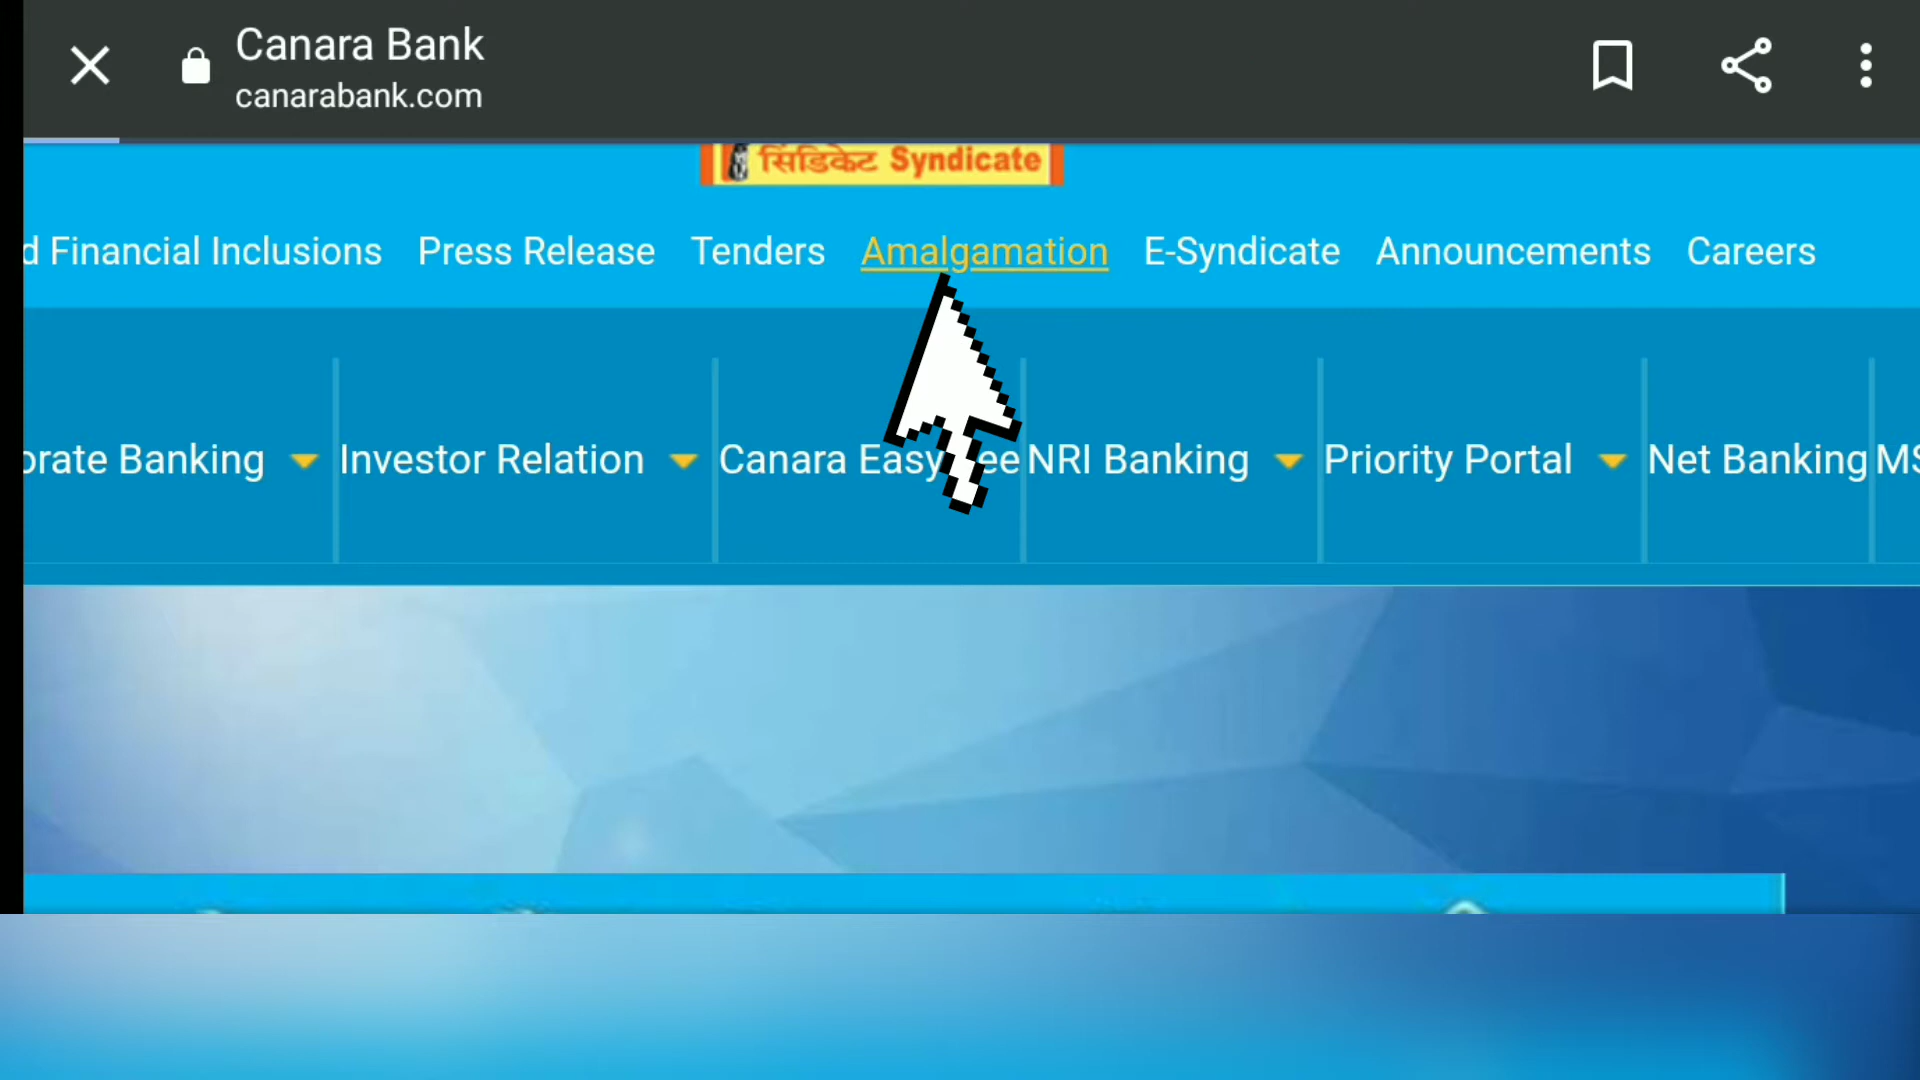 Canara Bank
canarabank.com
सिंडिकेट Syndicate
d Financial Inclusions Press Release Tenders Amalgamation E-Syndicate Announcements Careers
orate Banking Investor Relation Canara Easy ee NRI Banking Priority Portal Net Banking MS